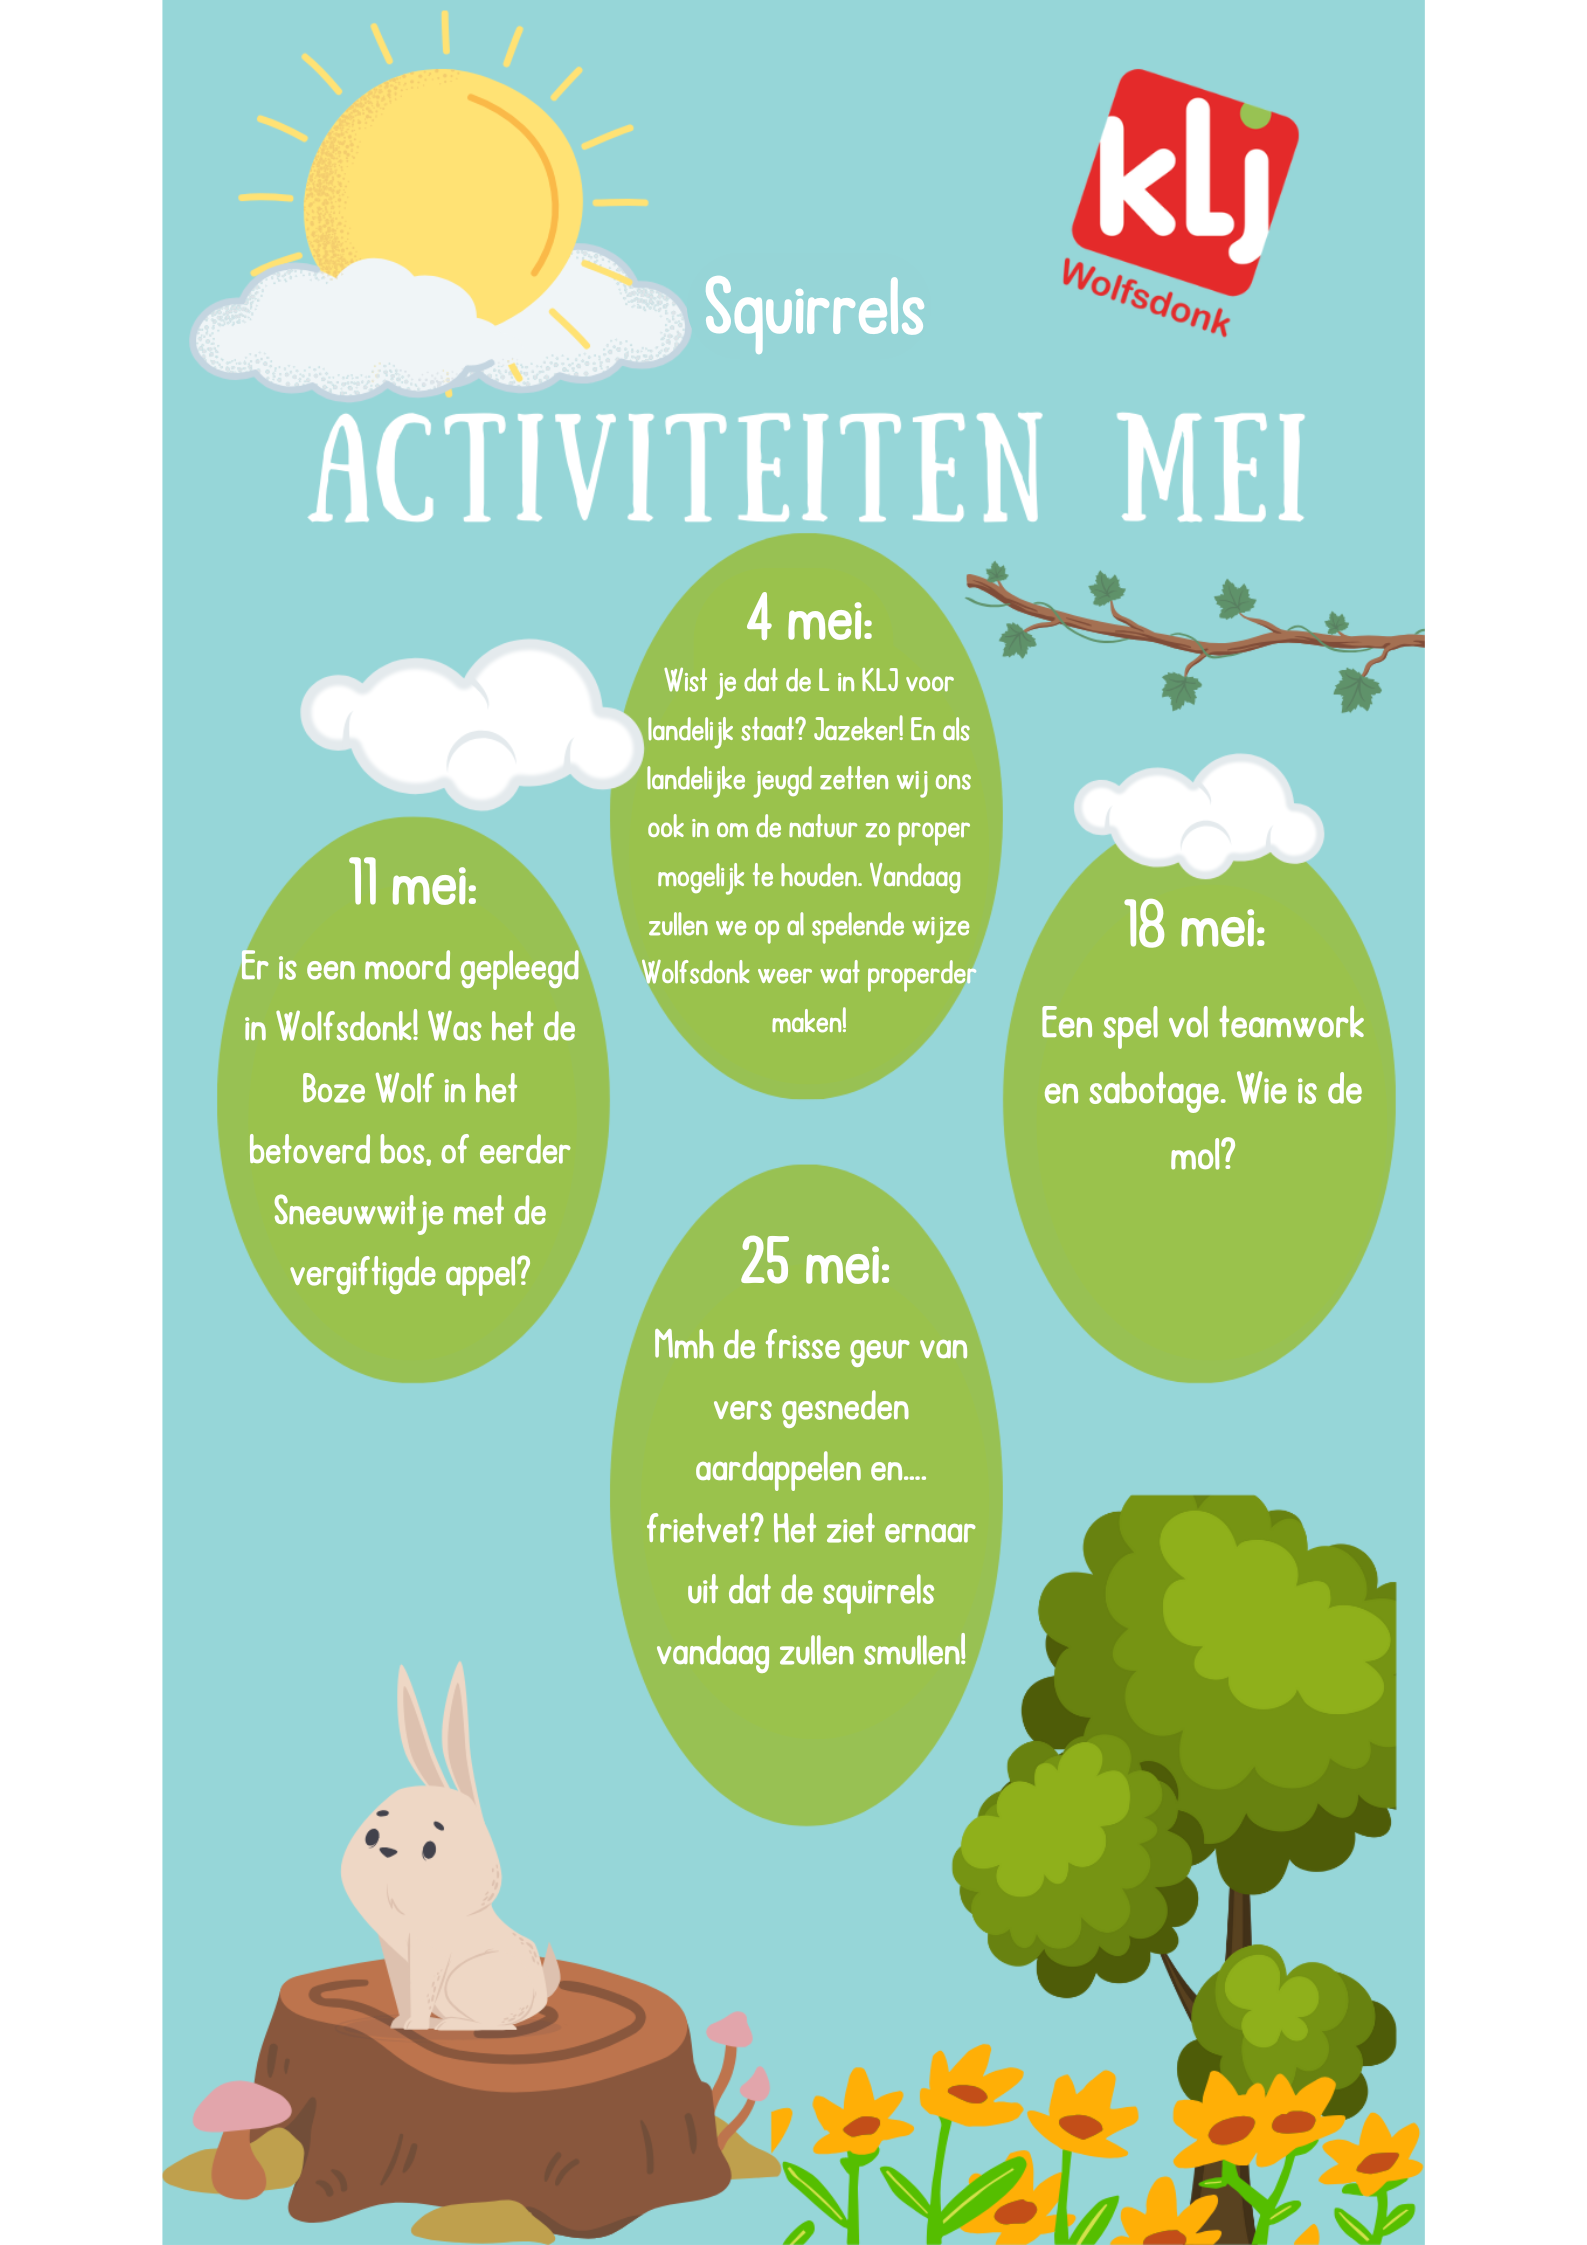 klj
Wolfsdonk
Squirrels
ACTIVITEITEN MEI
4 mei:
Wist je dat de L in KLJ voor
landelijk staat? Jazeker! En als
landelijke jeugd zetten wij ons
ook in om de natuur zo proper
mogelijk te houden. Vandaag
zullen we op al spelende wijze
Wolfsdonk weer wat properder
maken!
11 mei:
Er is een moord gepleegd
in Wolfsdonk! Was het de
Boze Wolf in het
betoverd bos, of eerder
Sneeuwwitje met de
vergiftigde appel?
18 mei:
Een spel vol teamwork
en sabotage. Wie is de
mol?
25 mei:
Mmh de frisse geur van
vers gesneden
aardappelen en....
frietvet? Het ziet ernaar
uit dat de squirrels
vandaag zullen smullen!